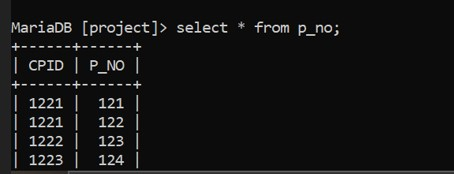 MariaDB [project]> select * from p_no;
+------+------+
| CPID | P_NO |
+------+------+
| 1221 |  121 |
| 1221 |  122 |
| 1222 |  123 |
| 1223 |  124 |